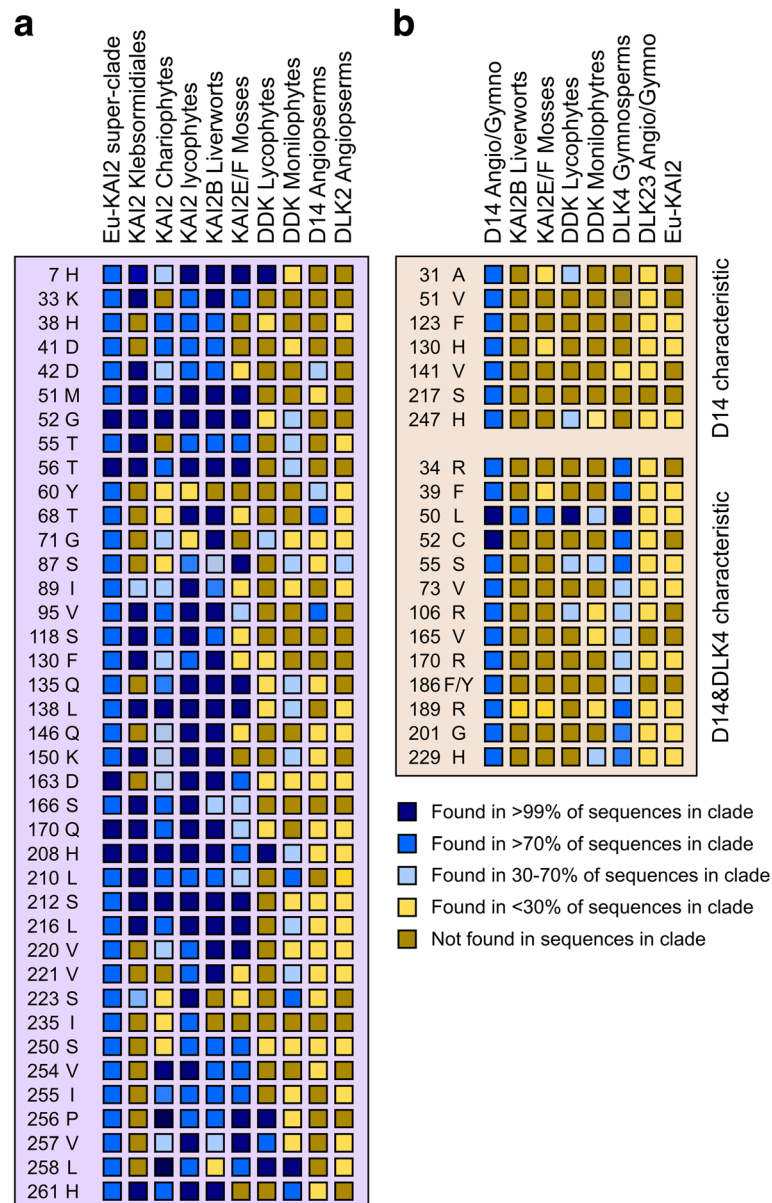 a
Eu-KAI2 super-clade
KAI2 Klebsormidiales
KAI2 Chariophytes
KAI2 lycophytes
KAI2B Liverworts
KAI2E/F Mosses
DDK Lycophytes
DDK Monilophytes
D14 Angiopserms
DLK2 Angiopserms
7 H
33 K
38 H
41 D
42 D
51 M
52 G
55 T
56 T
60 Y
68 T
71 G
87 S
89 I
95 V
118 S
130 F
135 Q
138 L
146 Q
150 K
163 D
166 S
170 Q
208 H
210 L
212 S
216 L
220 V
221 V
223 S
235 I
250 S
254 V
255 I
256 P
257 V
258 L
261 H
b
D14 Angio/Gymno
KAI2B Liverworts
KAI2E/F Mosses
DDK Lycophytes
DDK Monilophytres
DLK4 Gymnosperms
DLK23 Angio/Gymno
Eu-KAI2
31 A
51 V
123 F
130 H
141 V
217 S
247 H
D14 characteristic
34 R
39 F
50 L
52 C
55 S
73 V
106 R
165 V
170 R
186 F/Y
189 R
201 G
229 H
D14&DLK4 characteristic
Found in >99% of sequences in clade
Found in >70% of sequences in clade
Found in 30-70% of sequences in clade
Found in <30% of sequences in clade
Not found in sequences in clade